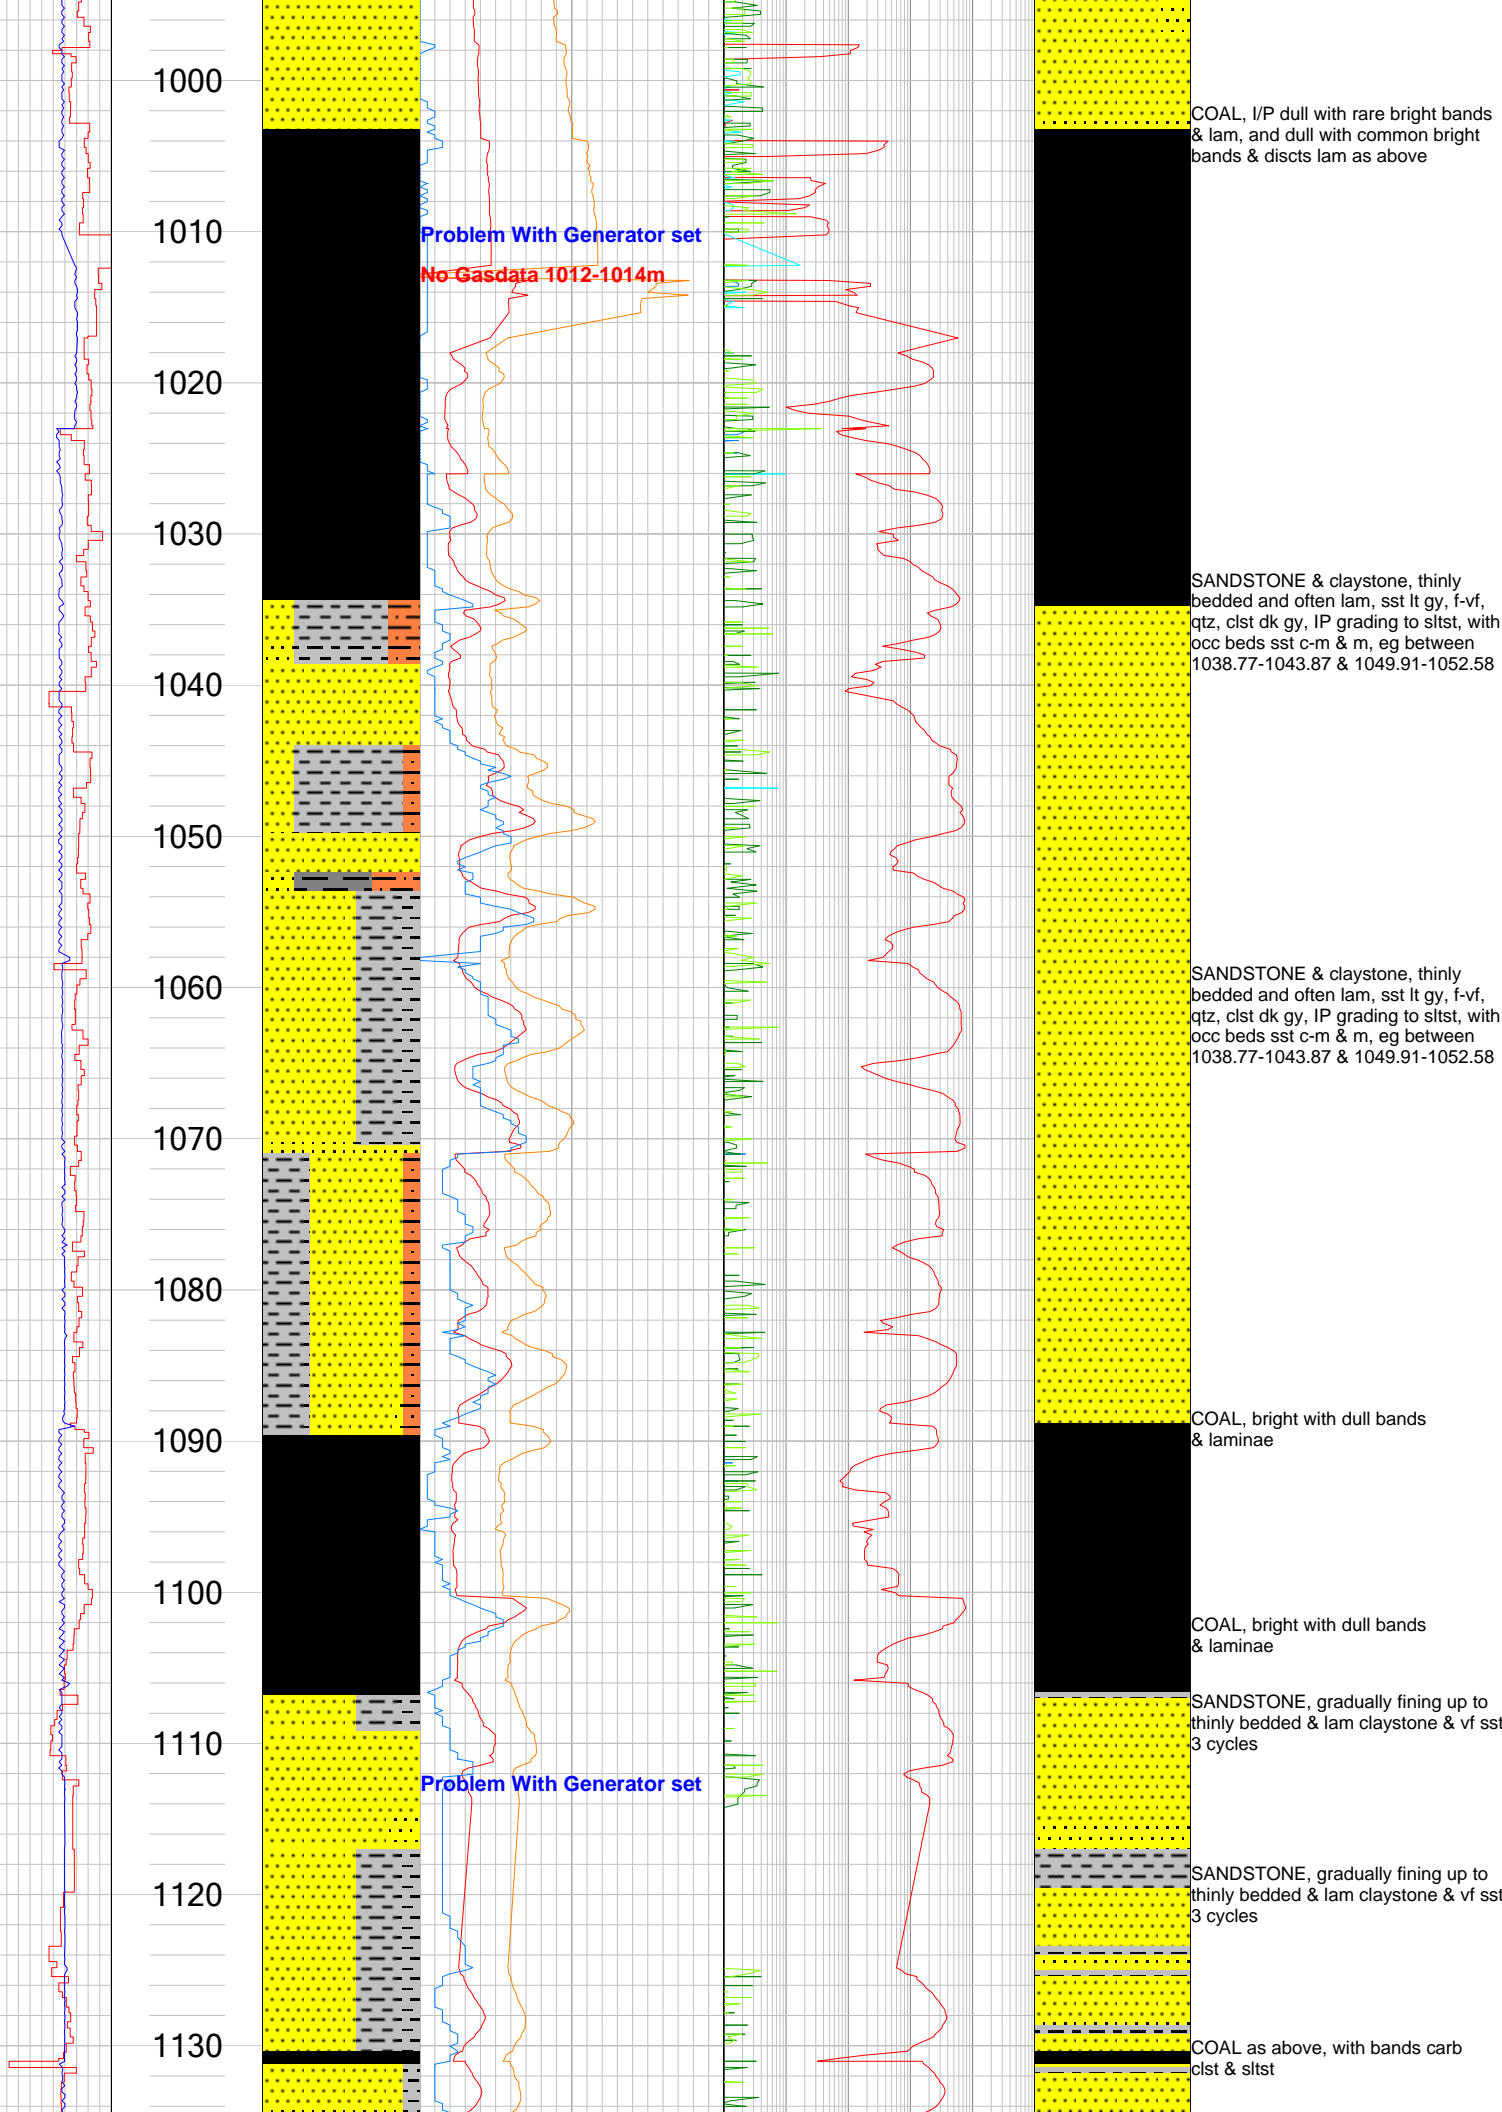 1000
COAL, I/P dull with rare bright bands
& lam, and dull with common bright
bands & discts lam as above
1010
Problem With Generator set
No Gasdata 1012-1014m
1020
1030
SANDSTONE & claystone, thinly
bedded and often lam, sst lt gy, f-vf,
qtz, clst dk gy, IP grading to sltst, with
occ beds sst c-m & m, eg between
1038.77-1043.87 & 1049.91-1052.58
1040
1050
1060
SANDSTONE & claystone, thinly
bedded and often lam, sst lt gy, f-vf,
qtz, clst dk gy, IP grading to sltst, with
occ beds sst c-m & m, eg between
1038.77-1043.87 & 1049.91-1052.58
1070
1080
1090
COAL, bright with dull bands
& laminae
1100
COAL, bright with dull bands
& laminae
SANDSTONE, gradually fining up to
thinly bedded & lam claystone & vf sst
3 cycles
1110
Problem With Generator set
1120
SANDSTONE, gradually fining up to
thinly bedded & lam claystone & vf sst
3 cycles
1130
COAL as above, with bands carb
clst & sltst